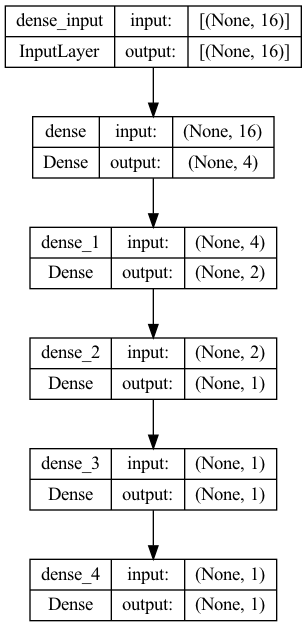 dense_input input: [(None, 16)]
InputLayer output: [(None, 16)]
dense input: (None, 16)
Dense output: (None, 4)
dense_1 input: (None, 4)
Dense output: (None, 2)
dense_2 input: (None, 2)
Dense output: (None, 1)
dense_3 input: (None, 1)
Dense output: (None, 1)
dense_4 input: (None, 1)
Dense output: (None, 1)